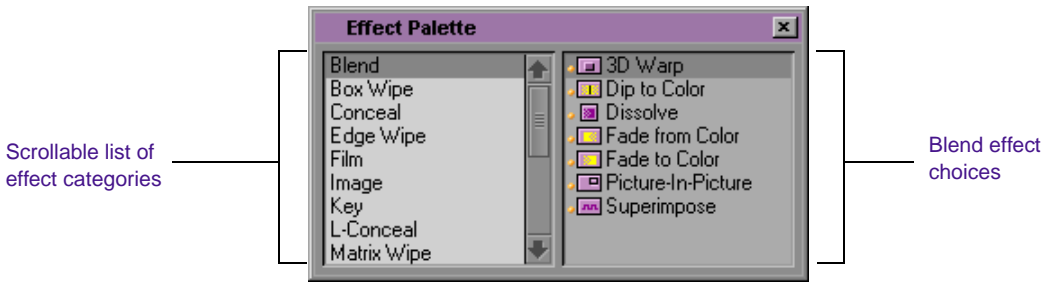 Effect Palette
Blend
Box Wipe
Conceal
Edge Wipe
Film
Image
Key
L-Conceal
Matrix Wipe
3D Warp
Dip to Color
Dissolve
Fade from Color
Fade to Color
Picture-In-Picture
Superimpose
Scrollable list of
effect categories
Blend effect
choices